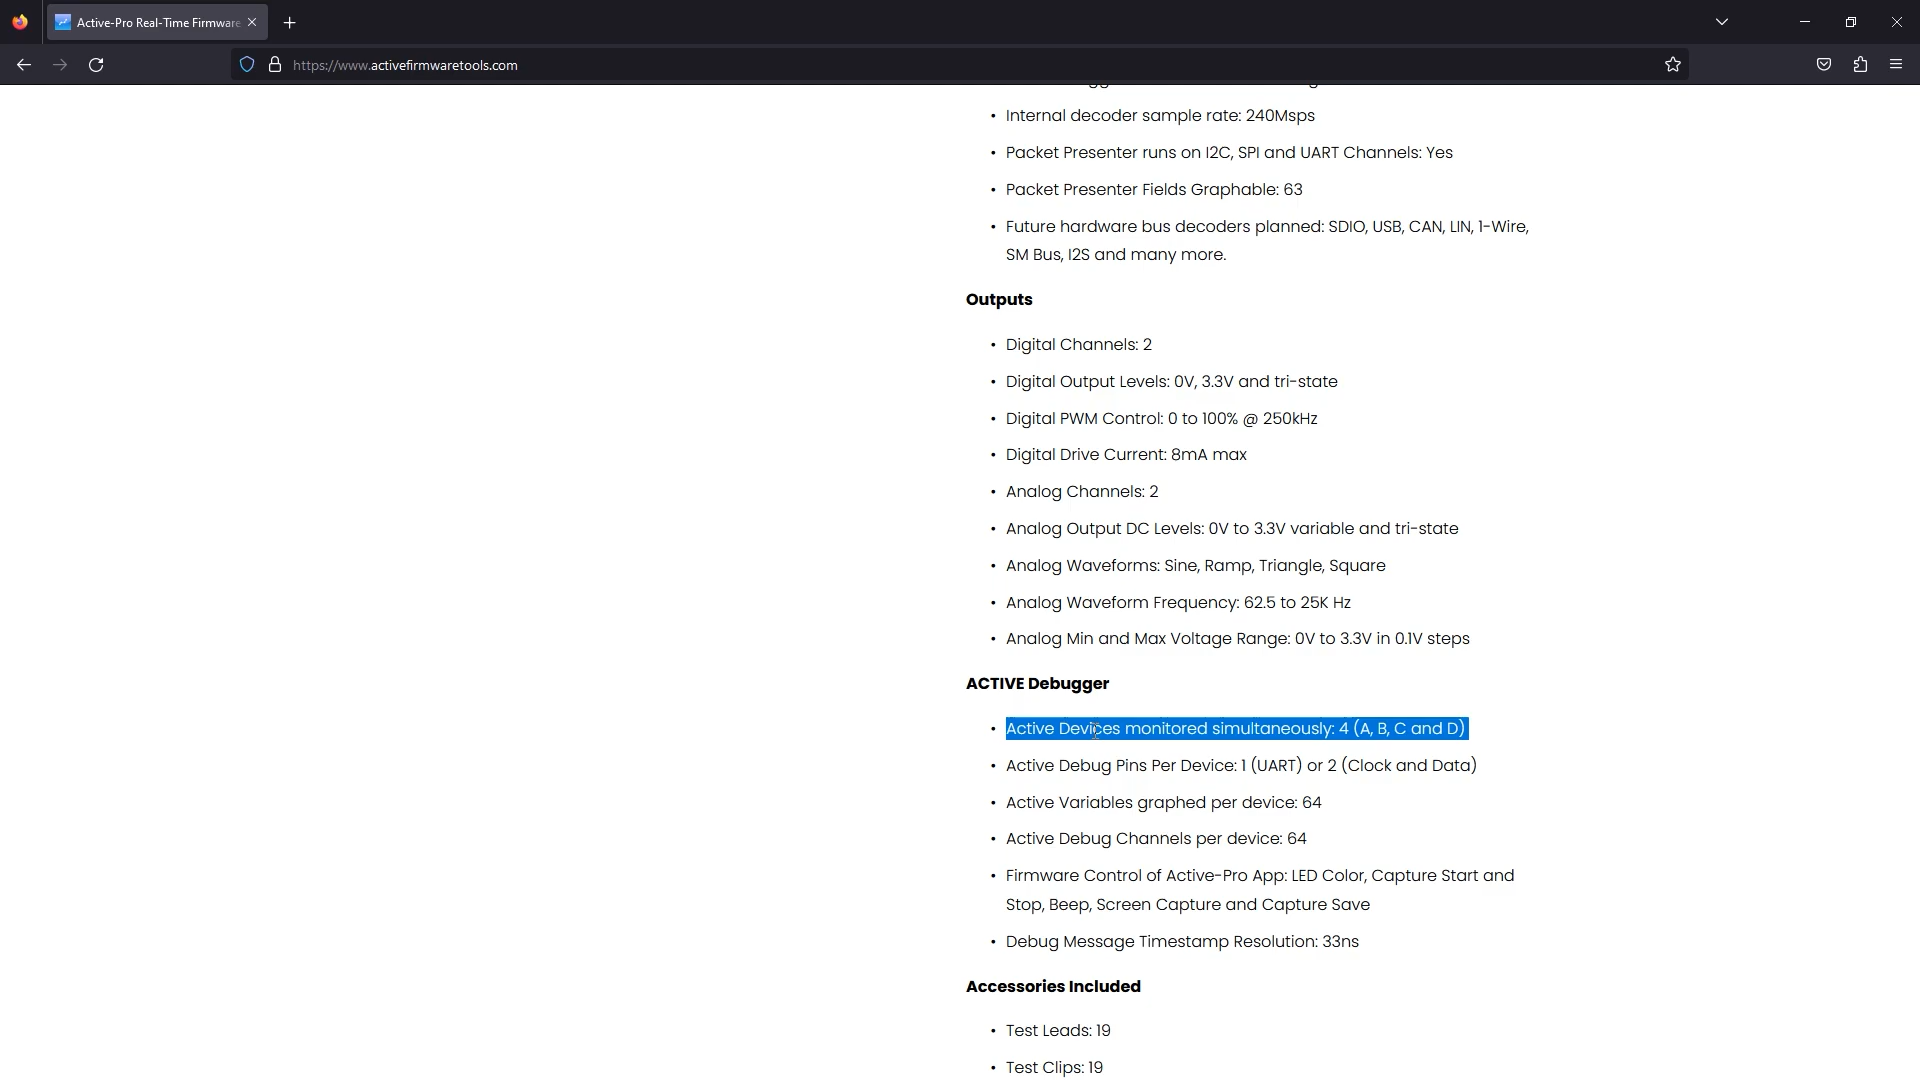 Active-Pro Real-Time Firmware
https://www.activefirmwaretools.com
• Internal decoder sample rate: 240Msps
• Packet Presenter runs on I2C, SPI and UART Channels: Yes
• Packet Presenter Fields Graphable: 63
• Future hardware bus decoders planned: SDIO, USB, CAN, LIN, 1-Wire,
SM Bus, I2S and many more.
Outputs
• Digital Channels: 2
• Digital Output Levels: 0V, 3.3V and tri-state
• Digital PWM Control: 0 to 100% @ 250kHz
• Digital Drive Current: 8mA max
• Analog Channels: 2
• Analog Output DC Levels: 0V to 3.3V variable and tri-state
• Analog Waveforms: Sine, Ramp, Triangle, Square
• Analog Waveform Frequency: 62.5 to 25K Hz
• Analog Min and Max Voltage Range: 0V to 3.3V in 0.1V steps
ACTIVE Debugger
• Active Devices monitored simultaneously: 4 (A, B, C and D)
• Active Debug Pins Per Device: 1 (UART) or 2 (Clock and Data)
• Active Variables graphed per device: 64
• Active Debug Channels per device: 64
• Firmware Control of Active-Pro App: LED Color, Capture Start and
Stop, Beep, Screen Capture and Capture Save
• Debug Message Timestamp Resolution: 33ns
Accessories Included
• Test Leads: 19
• Test Clips: 19